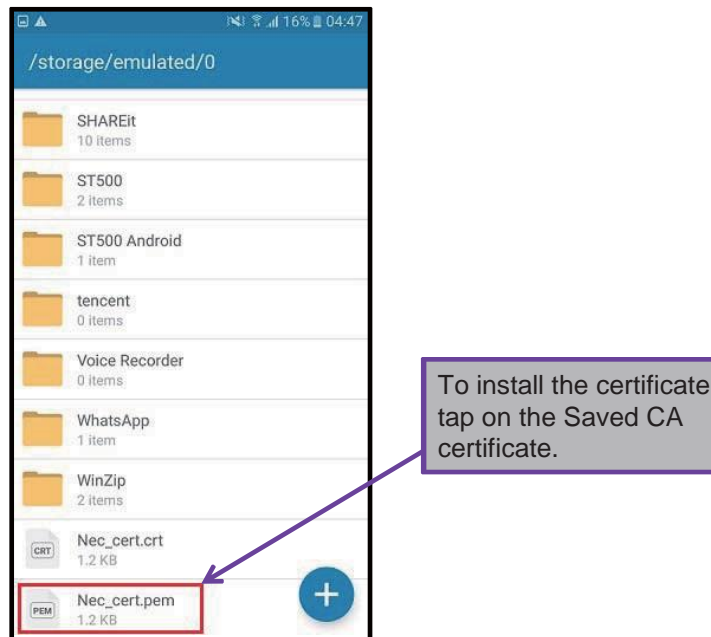 16% 04:47
/storage/emulated/0
SHAREit
10 items
ST500
2 items
ST500 Android
1 item
tencent
0 items
Voice Recorder
0 items
WhatsApp
1 item
WinZip
2 items
CRT
Nec_cert.crt
1.2 KB
PEM
Nec_cert.pem
1.2 KB
+
To install the certificate
tap on the Saved CA
certificate.